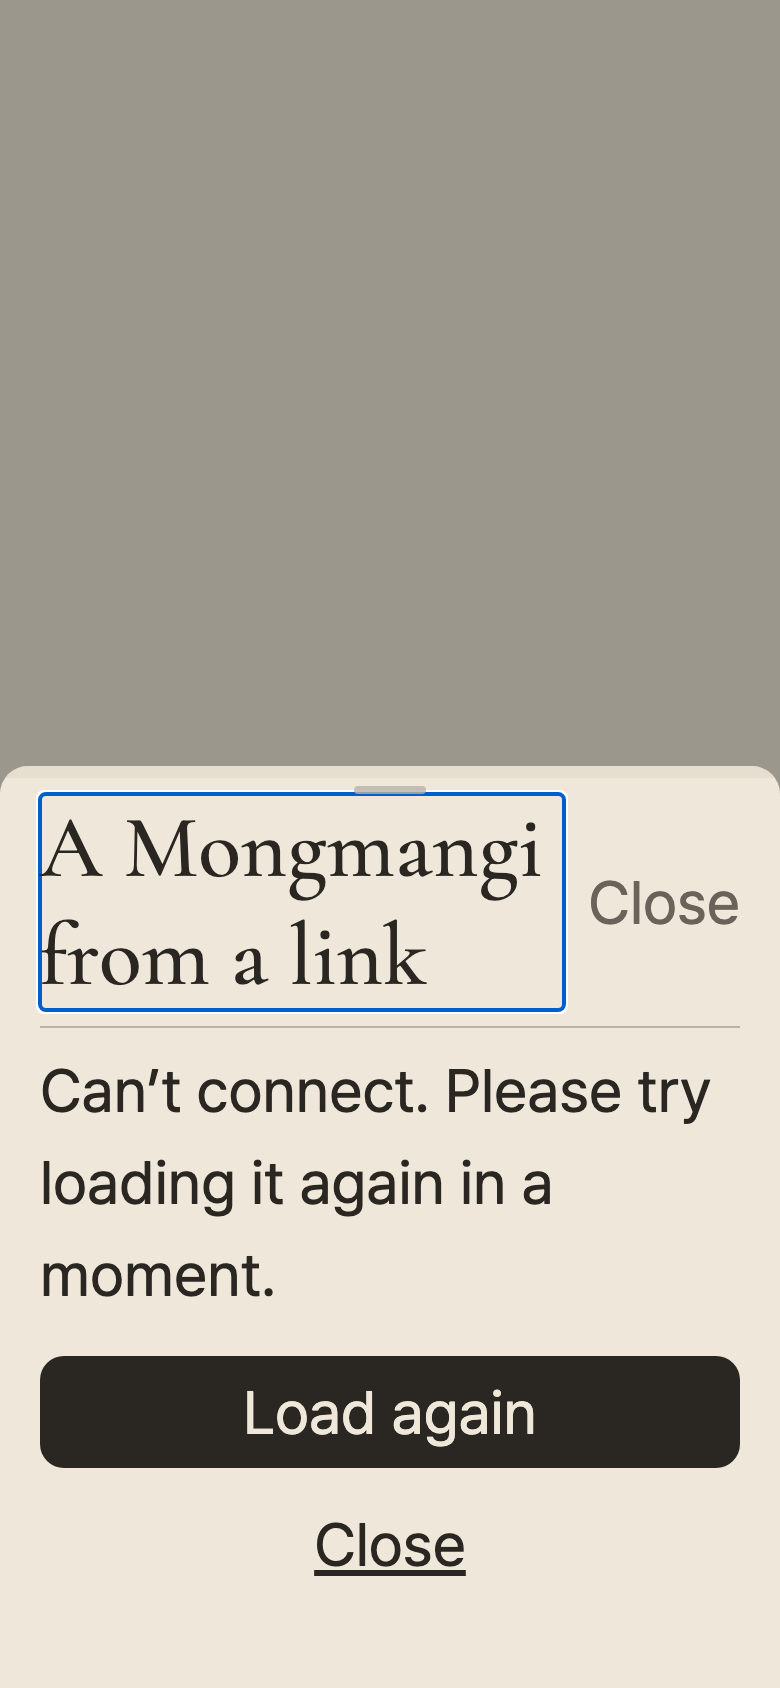 A Mongmangi
from a link
Close
Can’t connect. Please try
loading it again in a
moment.
Load again
Close